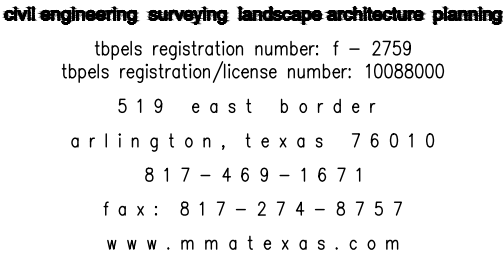 civil engineering surveying landscape architecture planning
tbpels registration number: f - 2759
tbpels registration/license number: 10088000
519 east border
arlington, texas 76010
817-469-1671
fax: 817-274-8757
www.mmatexas.com